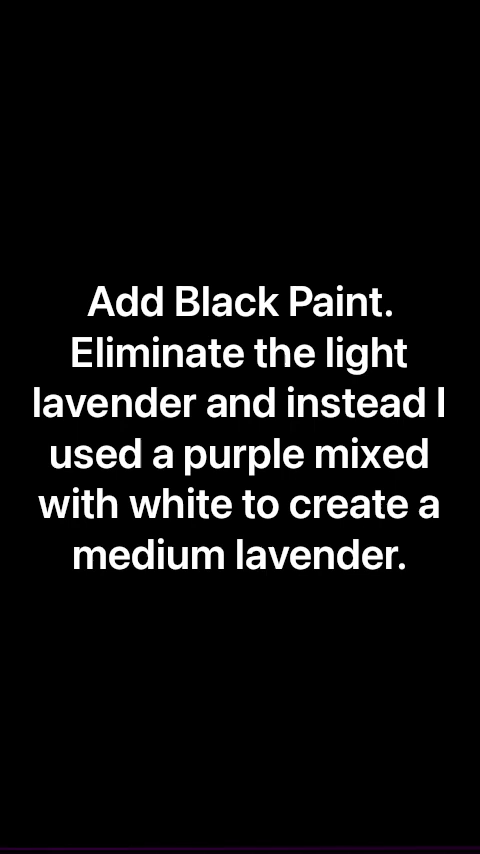 Add Black Paint.
Eliminate the light
lavender and instead I
used a purple mixed
with white to create a
medium lavender.